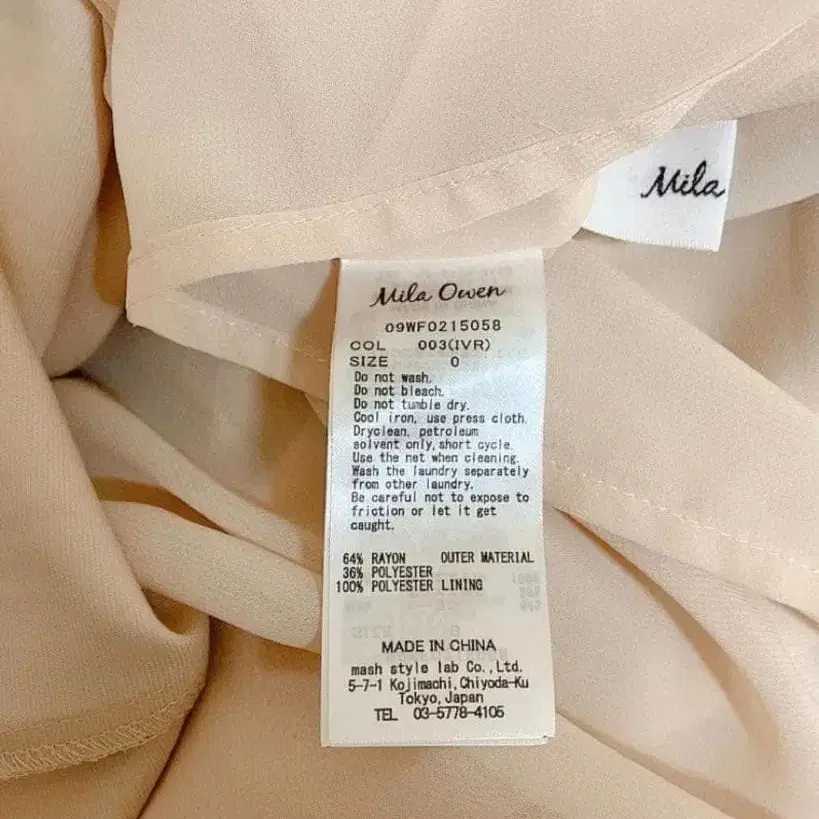 Mila
Mila Owen
09WF0215058
COL 003(IVR)
SIZE 0
Do not wash.
Do not bleach.
Do not tumble dry.
Cool iron, use press cloth.
Dryclean, petroleum
solvent only, short cycle.
Use the net when cleaning.
Wash the laundry separately
from other laundry.
Be careful not to expose to
friction or let it get
caught.
64% RAYON OUTER MATERIAL
36% POLYESTER
100% POLYESTER LINING
MADE IN CHINA
mash style lab Co.,Ltd.
5-7-1 Kojimachi,Chiyoda-Ku
Tokyo,Japan
TEL 03-5778-4105